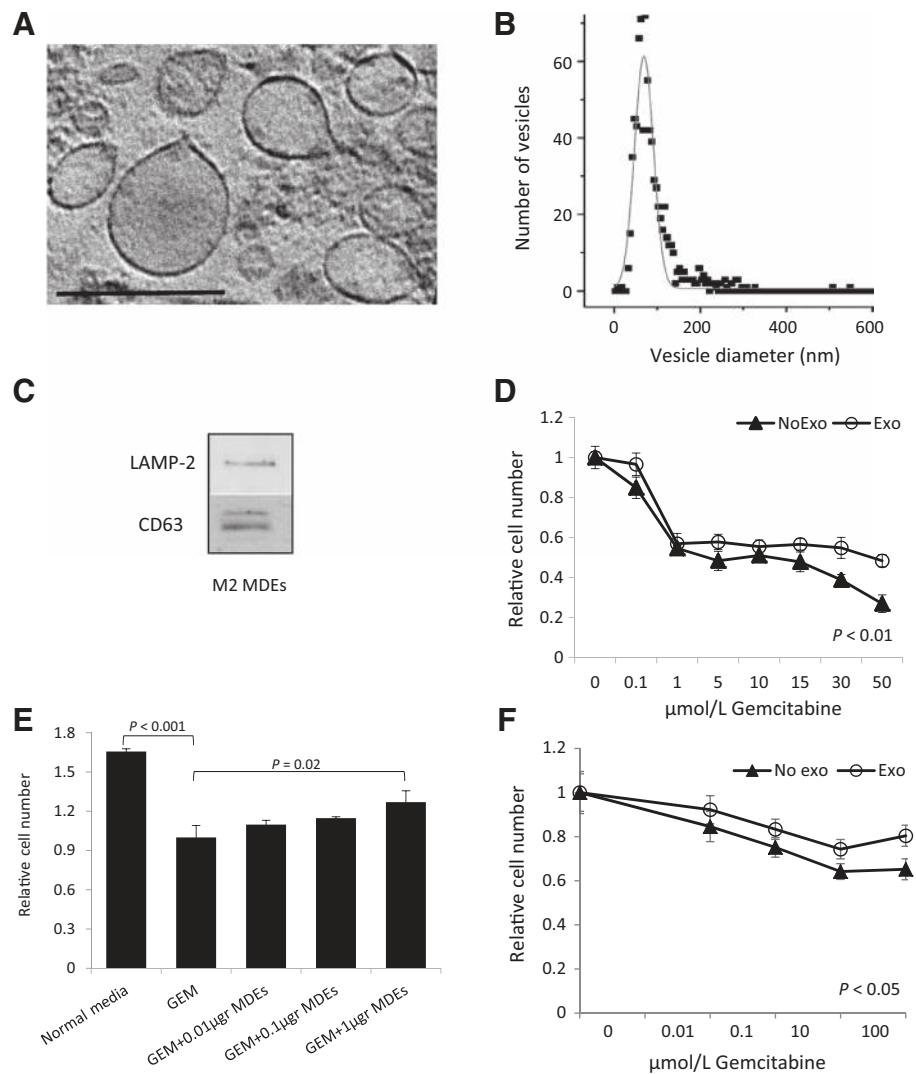 A
B
Number of vesicles
60
40
20
0
0 200 400 600
Vesicle diameter (nm)
C
LAMP-2
CD63
M2 MDEs
D
NoExo Exo
Relative cell number
1.2
1
0.8
0.6
0.4
0.2
0
P < 0.01
0 0.1 1 5 10 15 30 50
μmol/L Gemcitabine
E
P < 0.001
P = 0.02
Relative cell number
1.8
1.5
1.2
0.9
0.6
0.3
0
Normal media
GEM
GEM+0.01μgr MDEs
GEM+0.1μgr MDEs
GEM+1μgr MDEs
F
No exo Exo
Relative cell number
1.2
1
0.8
0.6
0.4
0.2
0
P < 0.05
0 0.01 0.1 10 100
μmol/L Gemcitabine